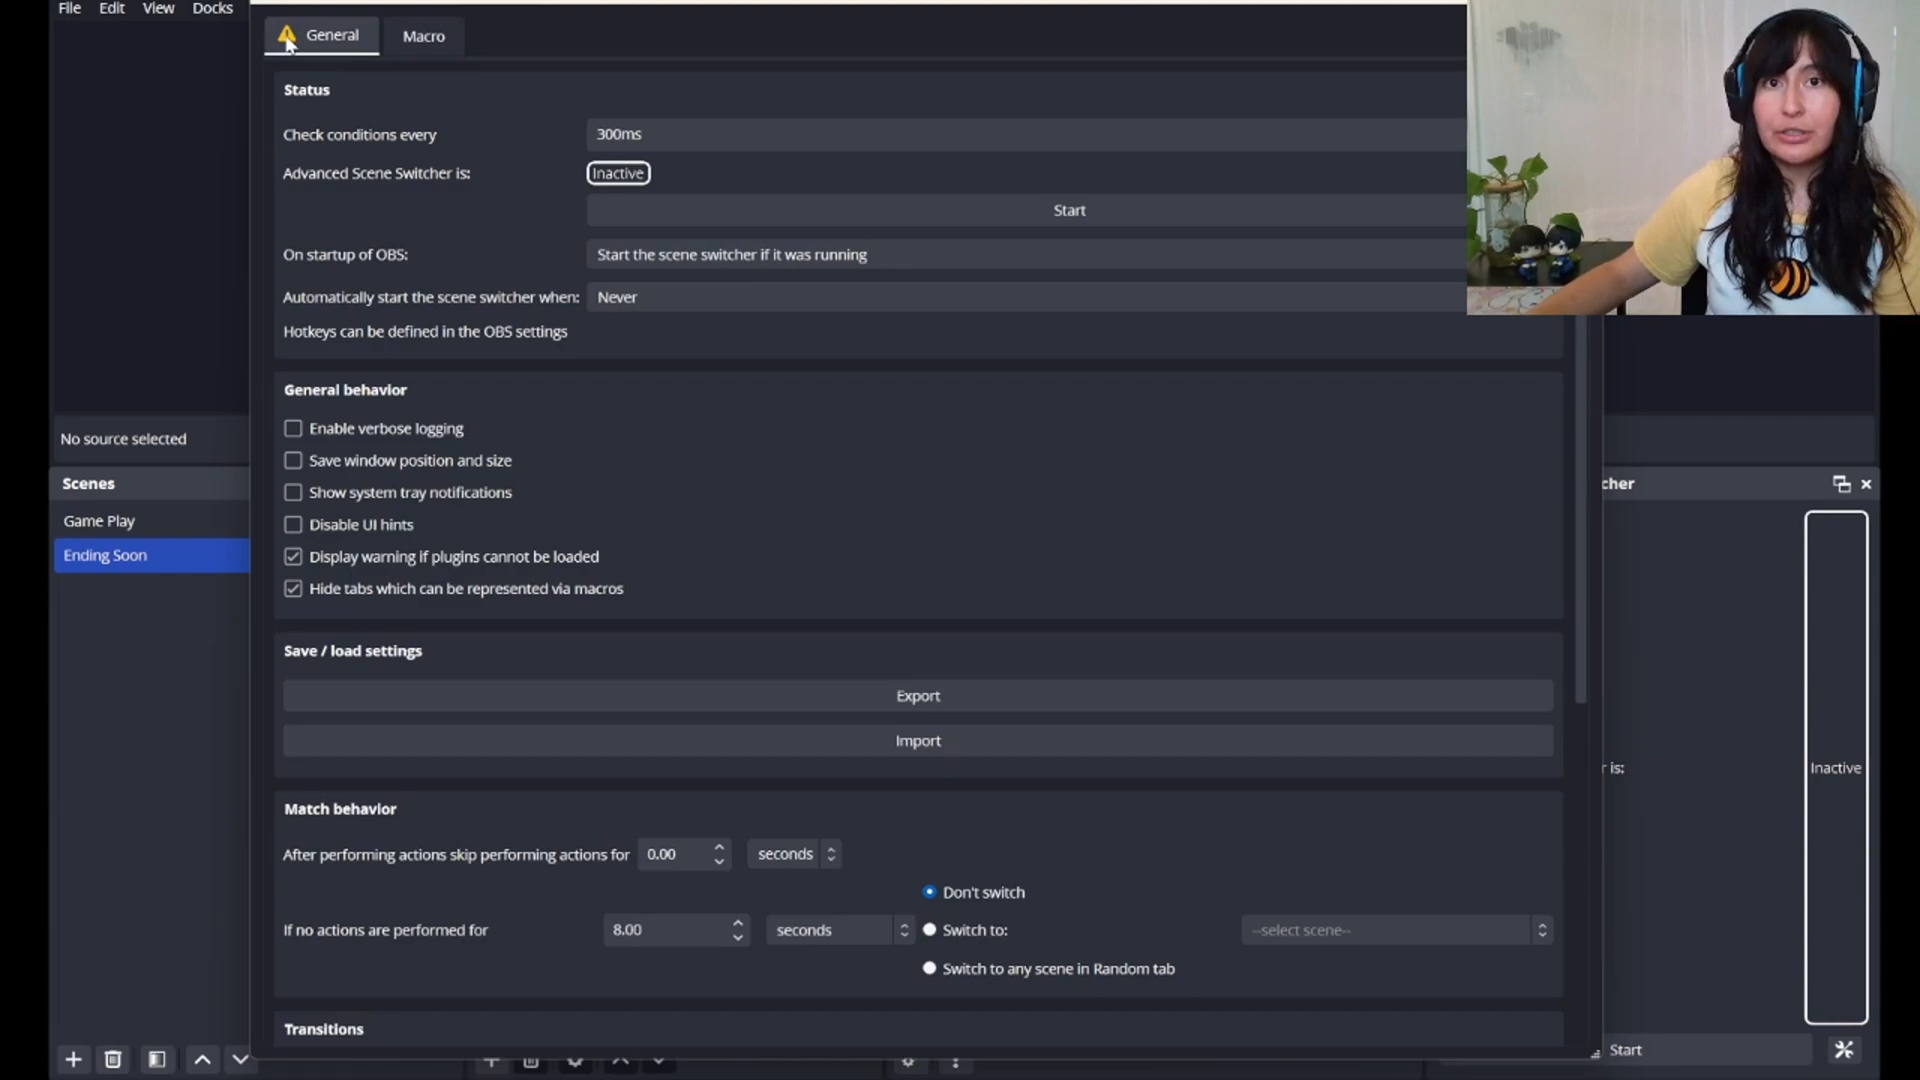 File Edit View Docks
General Macro
Status
Check conditions every 300ms
Advanced Scene Switcher is: Inactive
Start
On startup of OBS: Start the scene switcher if it was running
Automatically start the scene switcher when: Never
Hotkeys can be defined in the OBS settings
General behavior
Enable verbose logging
Save window position and size
Show system tray notifications
Disable UI hints
Display warning if plugins cannot be loaded
Hide tabs which can be represented via macros
Save / load settings
Export
Import
Match behavior
After performing actions skip performing actions for 0.00 seconds
Don't switch
If no actions are performed for 8.00 seconds Switch to: --select scene--
Switch to any scene in Random tab
Transitions
No source selected
Scenes
Game Play
Ending Soon
cher
r is: Inactive
Start